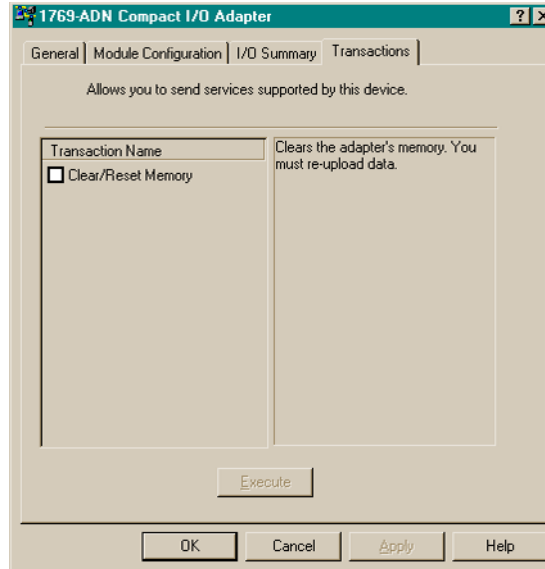 1769-ADN Compact I/O Adapter
General Module Configuration I/O Summary Transactions
Allows you to send services supported by this device.
Transaction Name
Clear/Reset Memory
Clears the adapter's memory. You
must re-upload data.
Execute
OK Cancel Apply Help